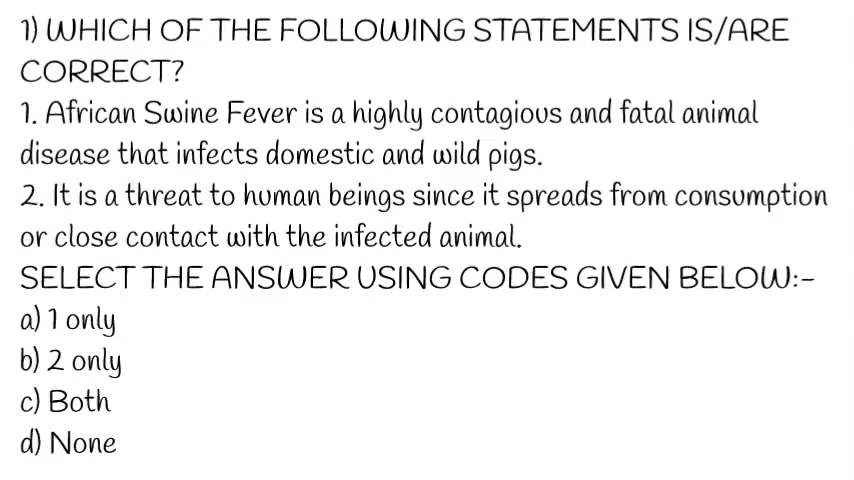 1) WHICH OF THE FOLLOWING STATEMENTS IS/ARE
CORRECT?
1. African Swine Fever is a highly contagious and fatal animal
disease that infects domestic and wild pigs.
2. It is a threat to human beings since it spreads from consumption
or close contact with the infected animal.
SELECT THE ANSWER USING CODES GIVEN BELOW:-
a) 1 only
b) 2 only
c) Both
d) None